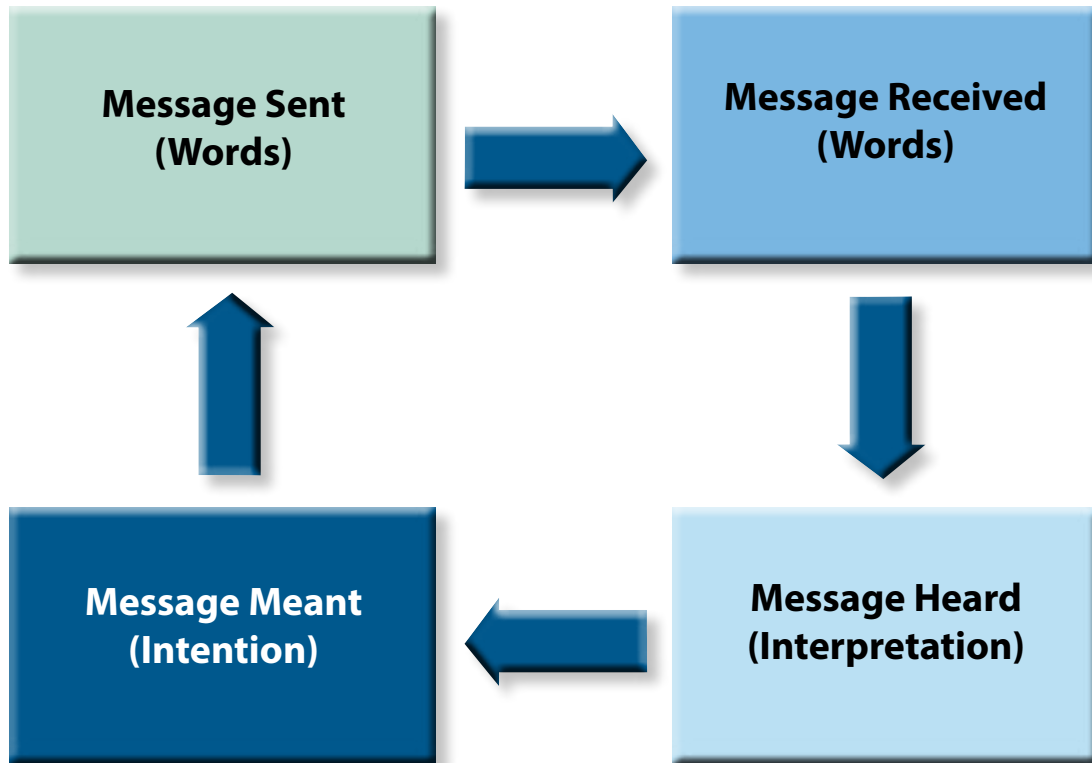 Message Sent
(Words)
Message Received
(Words)
Message Meant
(Intention)
Message Heard
(Interpretation)